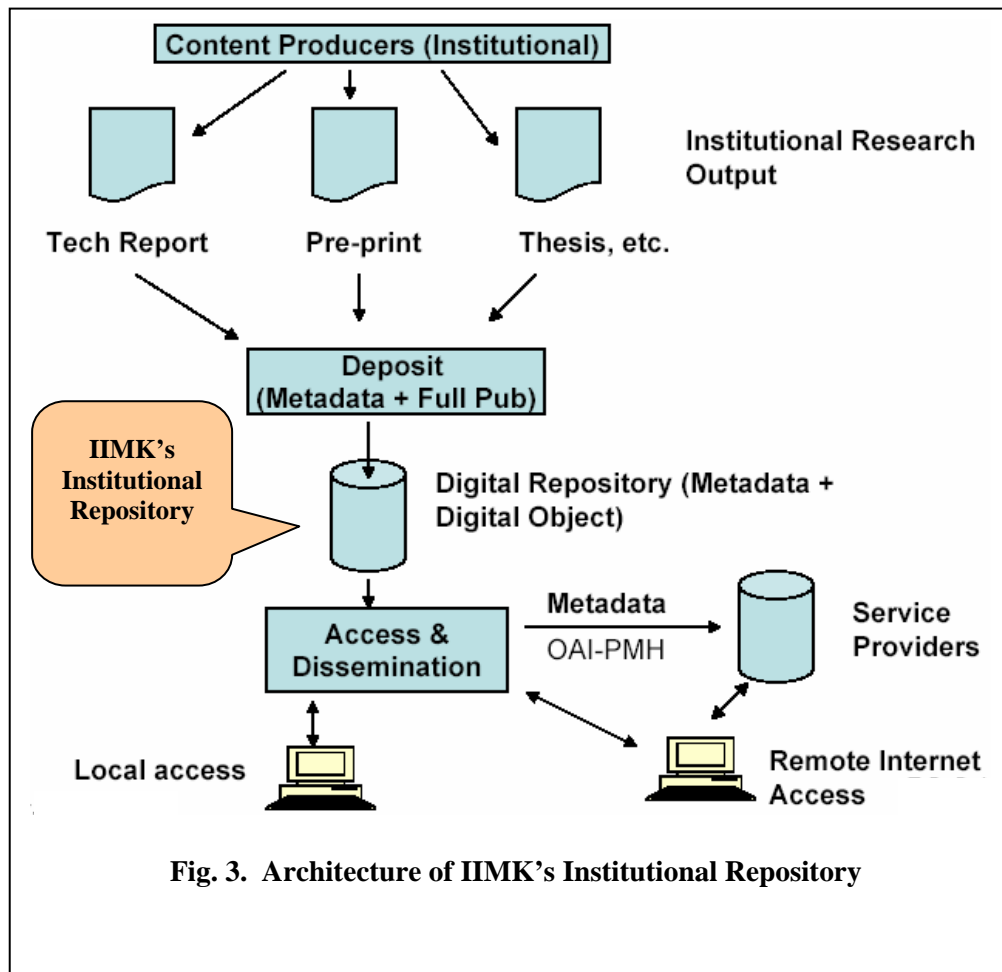 Content Producers (Institutional)
Institutional Research
Output
Tech Report
Pre-print
Thesis, etc.
Deposit
(Metadata + Full Pub)
IIMK’s
Institutional
Repository
Digital Repository (Metadata +
Digital Object)
Access &
Dissemination
Metadata
OAI-PMH
Service
Providers
Local access
Remote Internet
Access
Fig. 3. Architecture of IIMK’s Institutional Repository